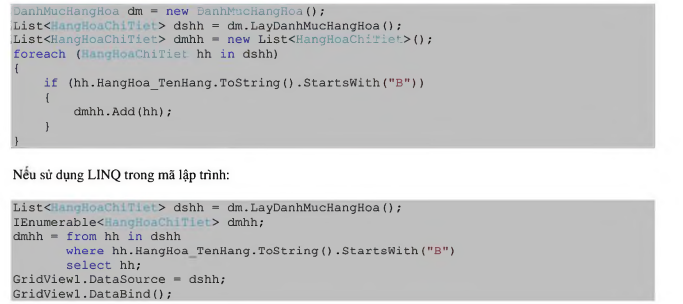 DanhMucHangHoa dm = new DanhMucHangHoa();
List<HangHoaChiTiet> dshh = dm.LayDanhMucHangHoa();
List<HangHoaChiTiet> dmhh = new List<HangHoaChiTiet>();
foreach (HangHoaChiTiet hh in dshh)
{
if (hh.HangHoa_TenHang.ToString().StartsWith("B"))
{
dmhh.Add(hh);
}
}
Nếu sử dụng LINQ trong mã lập trình:
List<HangHoaChiTiet> dshh = dm.LayDanhMucHangHoa();
IEnumerable<HangHoaChiTiet> dmhh;
dmhh = from hh in dshh
where hh.HangHoa_TenHang.ToString().StartsWith("B")
select hh;
GridView1.DataSource = dshh;
GridView1.DataBind();